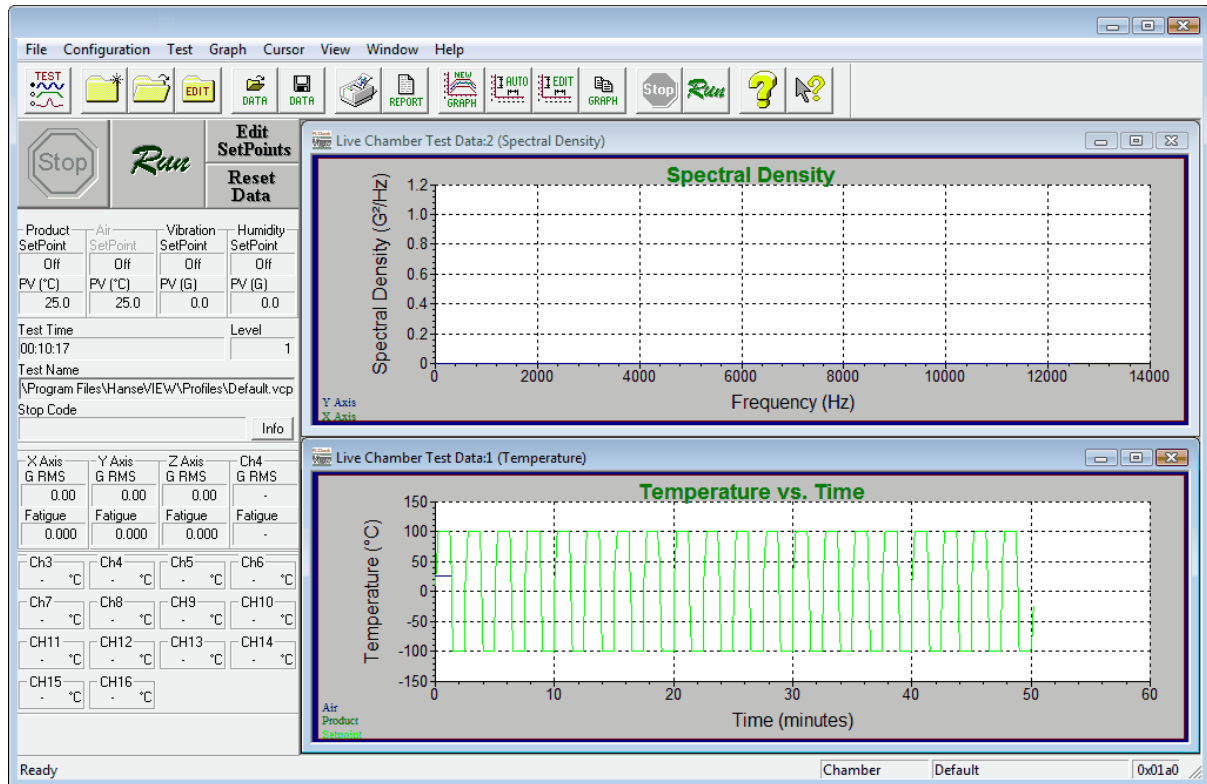 File Configuration Test Graph Cursor View Window Help
TEST
EDIT
DATA
DATA
REPORT
NEW GRAPH
AUTO
EDIT
GRAPH
Stop
Run
Stop
Run
Edit SetPoints
Reset Data
Product SetPoint
Off
PV (°C)
25.0
Air SetPoint
Off
PV (°C)
25.0
Vibration SetPoint
Off
PV (G)
0.0
Humidity SetPoint
Off
PV (G)
0.0
Test Time
00:10:17
Level
1
Test Name
\Program Files\HanseVIEW\Profiles\Default.vcp
Stop Code
Info
X Axis G RMS
0.00
Fatigue
0.000
Y Axis G RMS
0.00
Fatigue
0.000
Z Axis G RMS
0.00
Fatigue
0.000
Ch4 G RMS
-
Fatigue
-
Ch3 Ch4 Ch5 Ch6
- °C - °C - °C - °C
Ch7 Ch8 CH9 CH10
- °C - °C - °C - °C
CH11 CH12 CH13 CH14
- °C - °C - °C - °C
CH15 CH16
- °C - °C
Live Chamber Test Data:2 (Spectral Density)
Spectral Density
Spectral Density (G²/Hz)
1.2
1.0
0.8
0.6
0.4
0.2
0
0 2000 4000 6000 8000 10000 12000 14000
Frequency (Hz)
Y Axis
X Axis
Live Chamber Test Data:1 (Temperature)
Temperature vs. Time
Temperature (°C)
150
100
50
0
-50
-100
-150
0 10 20 30 40 50 60
Time (minutes)
Air
Product
Setpoint
Ready
Chamber
Default
0x01a0